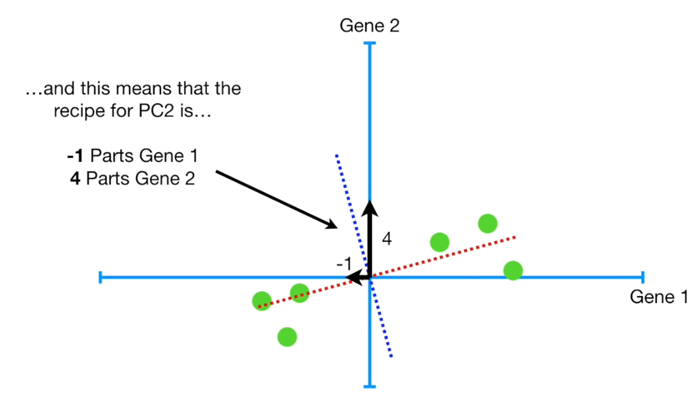 Gene 2
…and this means that the
recipe for PC2 is…
-1 Parts Gene 1
4 Parts Gene 2
4
-1
Gene 1